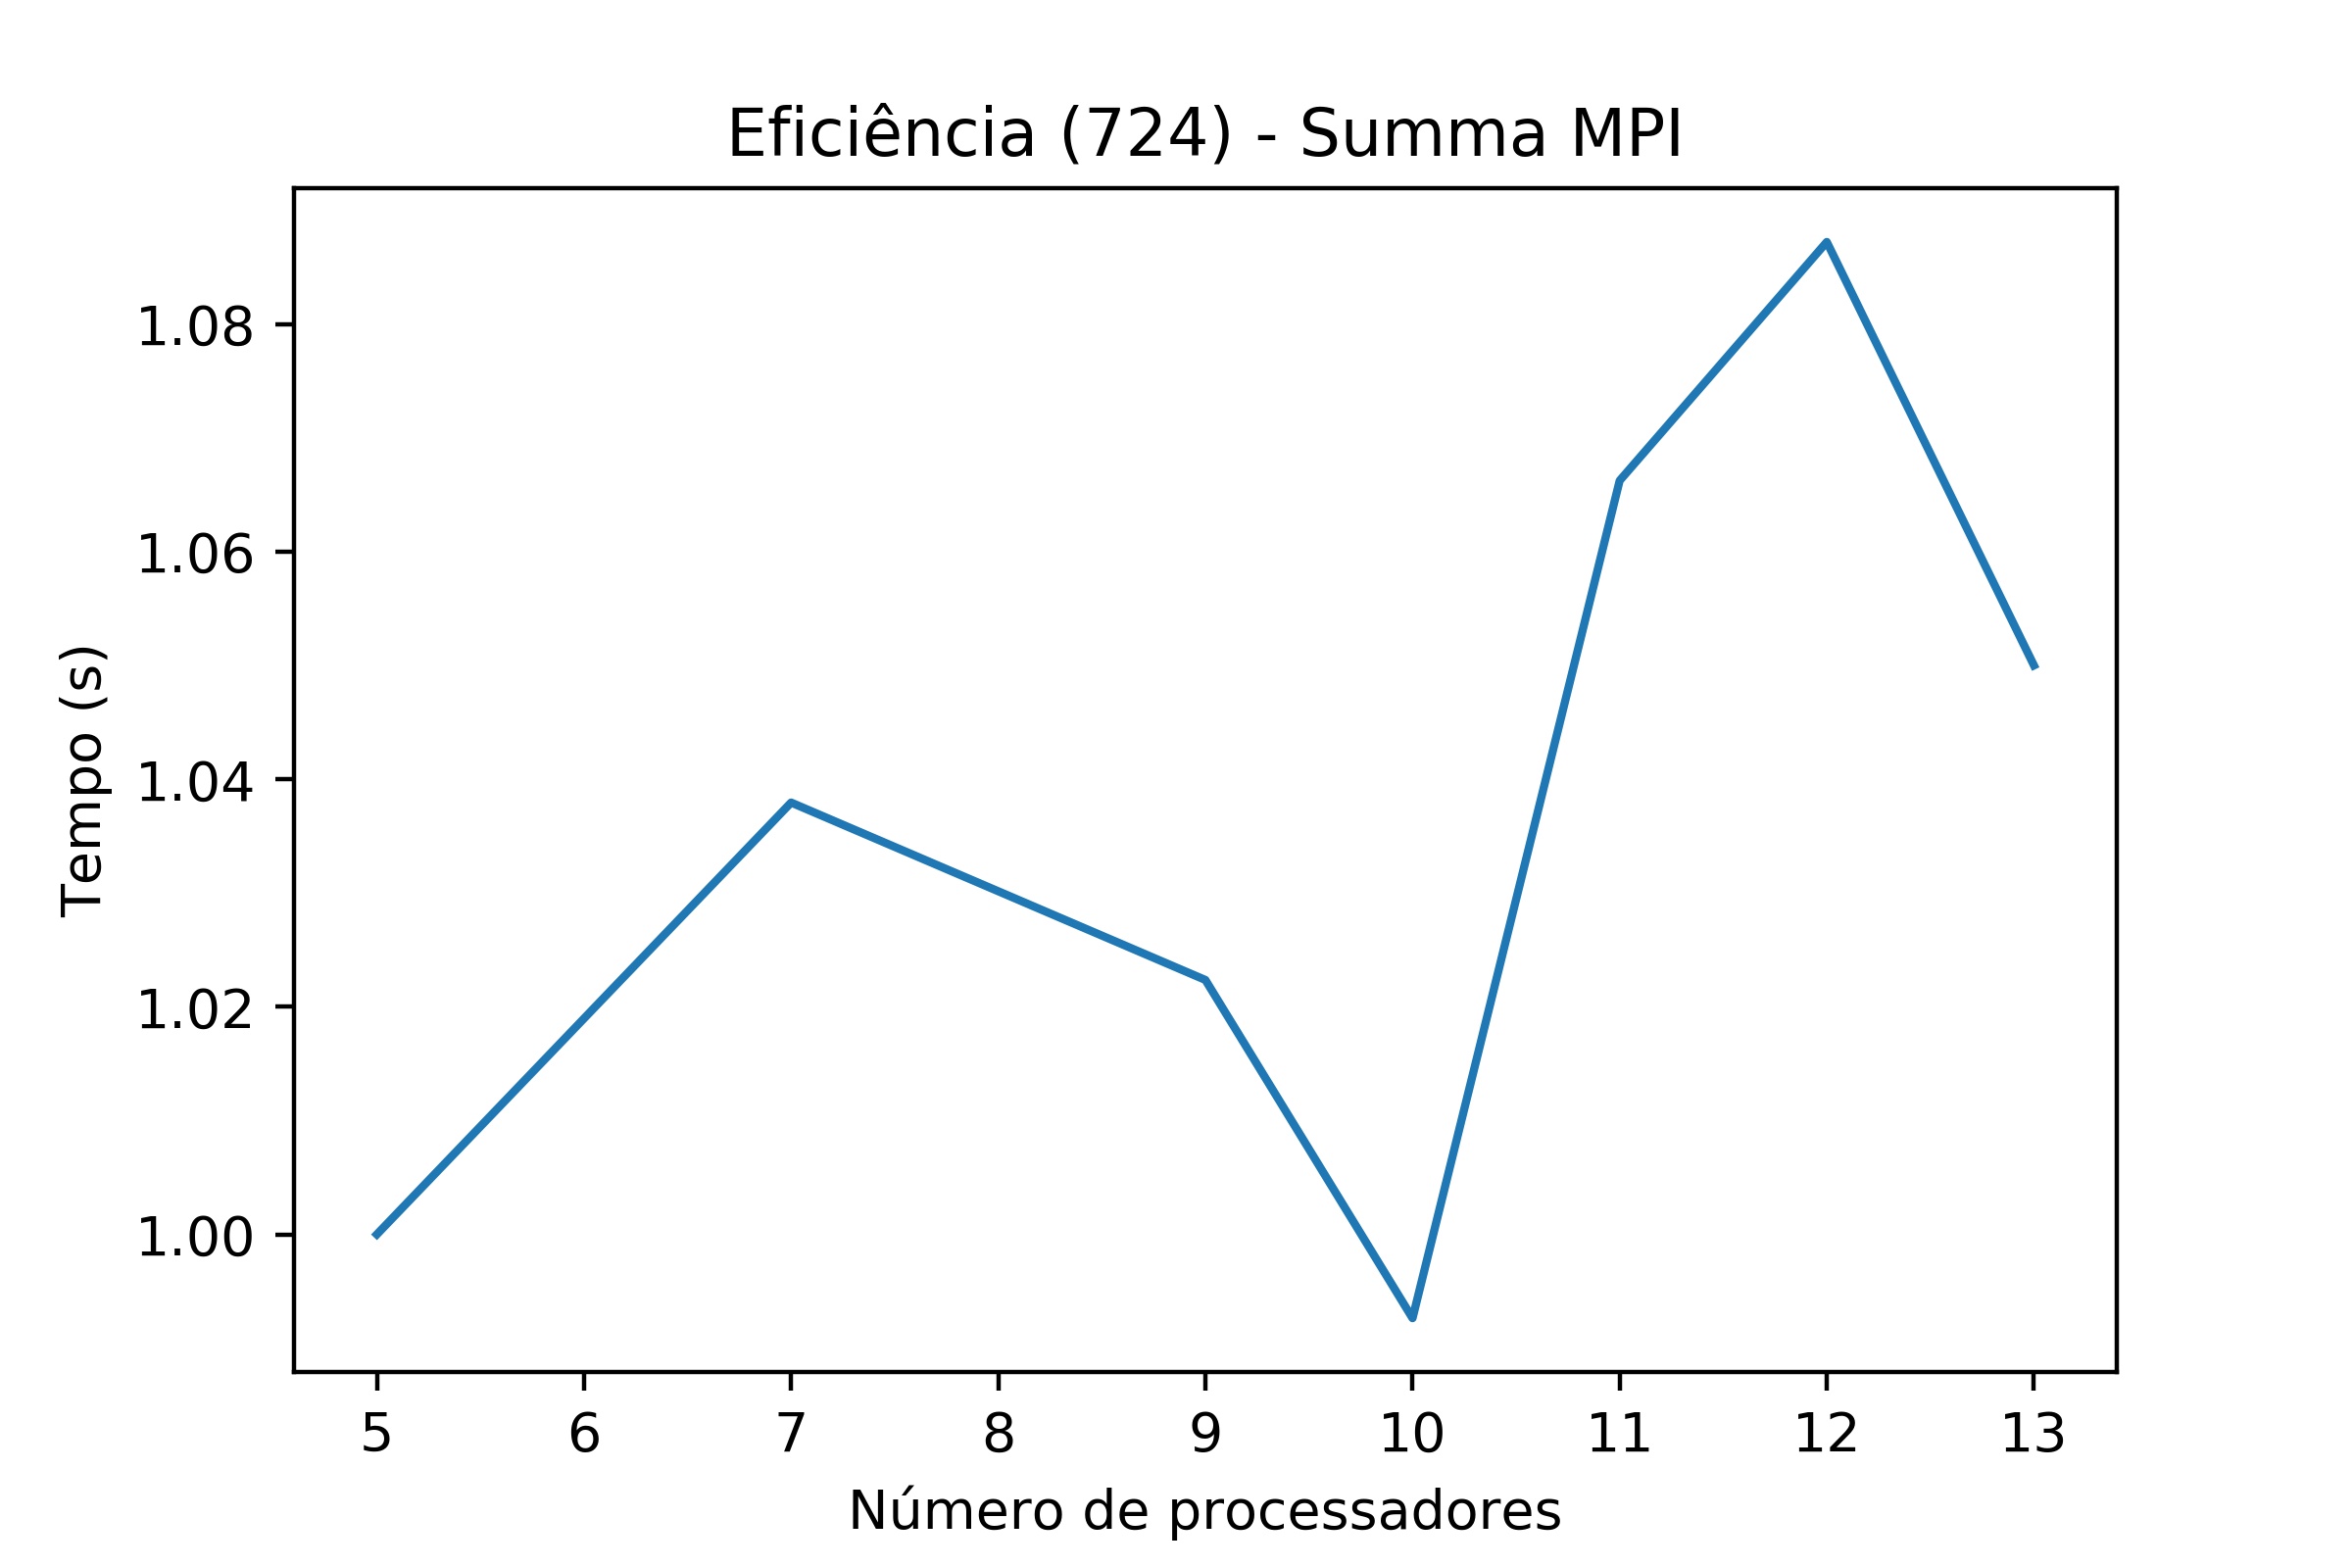 Eficiência (724) - Summa MPI
Tempo (s)
1.08
1.06
1.04
1.02
1.00
5 6 7 8 9 10 11 12 13
Número de processadores